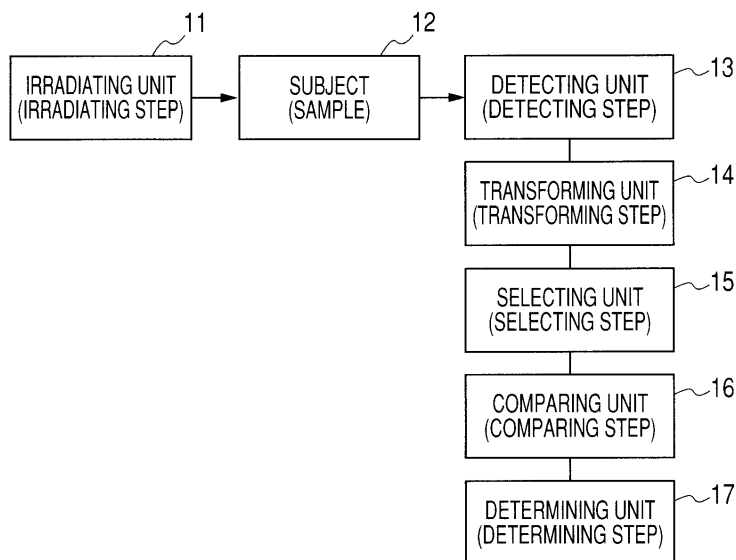 11
IRRADIATING UNIT
(IRRADIATING STEP)
12
SUBJECT
(SAMPLE)
13
DETECTING UNIT
(DETECTING STEP)
14
TRANSFORMING UNIT
(TRANSFORMING STEP)
15
SELECTING UNIT
(SELECTING STEP)
16
COMPARING UNIT
(COMPARING STEP)
17
DETERMINING UNIT
(DETERMINING STEP)